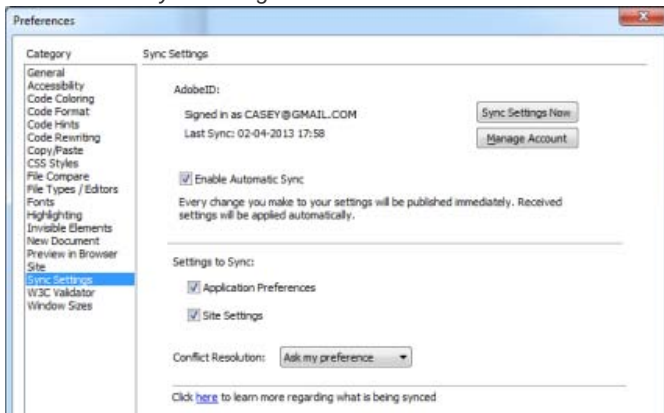 Preferences
Category
Sync Settings
General
Accessibility
Code Coloring
Code Format
Code Hints
Code Rewriting
Copy/Paste
CSS Styles
File Compare
File Types / Editors
Fonts
Highlighting
Invisible Elements
New Document
Preview in Browser
Site
Sync Settings
W3C Validator
Window Sizes
AdobeID:
Signed in as CASEY@GMAIL.COM
Sync Settings Now
Last Sync: 02-04-2013 17:58
Manage Account
Enable Automatic Sync
Every change you make to your settings will be published immediately. Received
settings will be applied automatically.
Settings to Sync:
Application Preferences
Site Settings
Conflict Resolution: Ask my preference
Click here to learn more regarding what is being synced